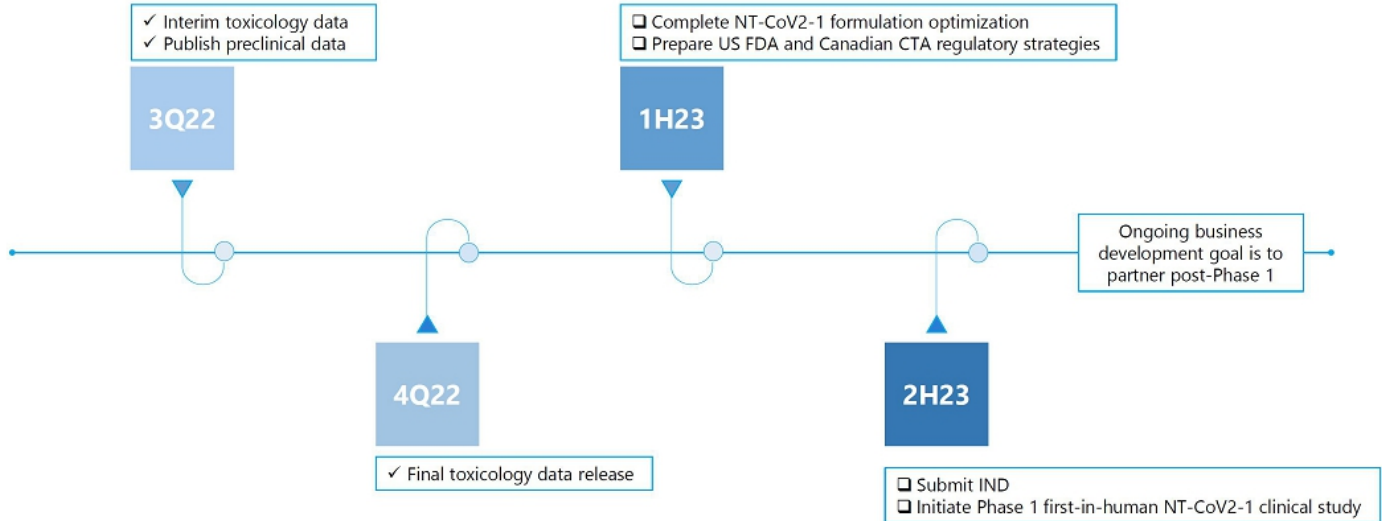 ✓ Interim toxicology data
✓ Publish preclinical data
3Q22
❑ Complete NT-CoV2-1 formulation optimization
❑ Prepare US FDA and Canadian CTA regulatory strategies
1H23
Ongoing business
development goal is to
partner post-Phase 1
4Q22
✓ Final toxicology data release
2H23
❑ Submit IND
❑ Initiate Phase 1 first-in-human NT-CoV2-1 clinical study